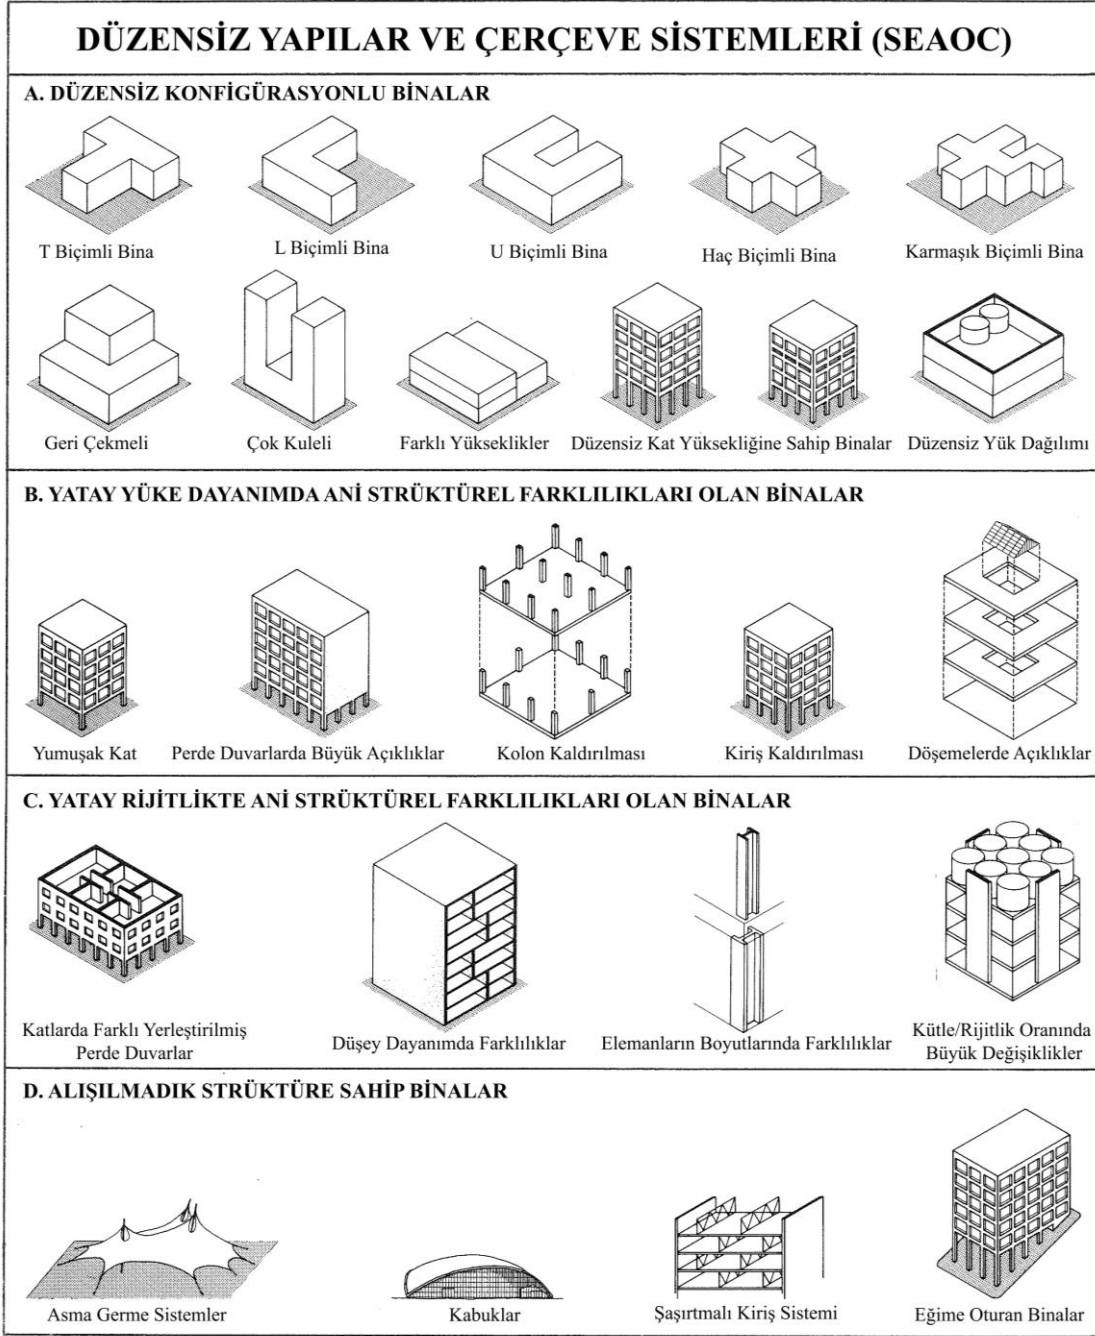 DÜZENSİZ YAPILAR VE ÇERÇEVE SİSTEMLERİ (SEAOC)
A. DÜZENSİZ KONFİGÜRASYONLU BİNALAR
T Biçimli Bina
L Biçimli Bina
U Biçimli Bina
Haç Biçimli Bina
Karmaşık Biçimli Bina
Geri Çekmeli
Çok Kuleli
Farklı Yükseklikler
Düzensiz Kat Yüksekliğine Sahip Binalar
Düzensiz Yük Dağılımı
B. YATAY YÜKE DAYANIMDA ANİ STRÜKTÜREL FARKLILIKLARI OLAN BİNALAR
Yumuşak Kat
Perde Duvarlarda Büyük Açıklıklar
Kolon Kaldırılması
Kiriş Kaldırılması
Döşemelerde Açıklıklar
C. YATAY RİJİTLİKTE ANİ STRÜKTÜREL FARKLILIKLARI OLAN BİNALAR
Katlarda Farklı Yerleştirilmiş
Perde Duvarlar
Düşey Dayanımda Farklılıklar
Elemanların Boyutlarında Farklılıklar
Kütle/Rijitlik Oranında
Büyük Değişiklikler
D. ALIŞILMADIK STRÜKTÜRE SAHİP BİNALAR
Asma Germe Sistemler
Kabuklar
Şaşırtmalı Kiriş Sistemi
Eğime Oturan Binalar